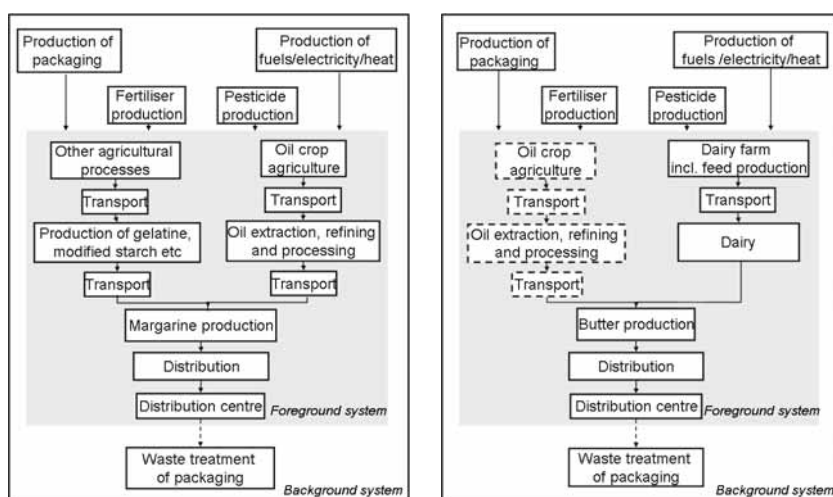 Production of
packaging
Production of
fuels/electricity/heat
Fertiliser
production
Pesticide
production
Other agricultural
processes
Oil crop
agriculture
Transport
Transport
Production of gelatine,
modified starch etc
Oil extraction, refining
and processing
Transport
Transport
Margarine production
Distribution
Distribution centre
Foreground system
Waste treatment
of packaging
Background system
Production of
packaging
Production of
fuels /electricity/heat
Fertiliser
production
Pesticide
production
Oil crop
agriculture
Dairy farm
incl. feed production
Transport
Transport
Oil extraction, refining
and processing
Dairy
Transport
Butter production
Distribution
Distribution centre
Foreground system
Waste treatment
of packaging
Background system